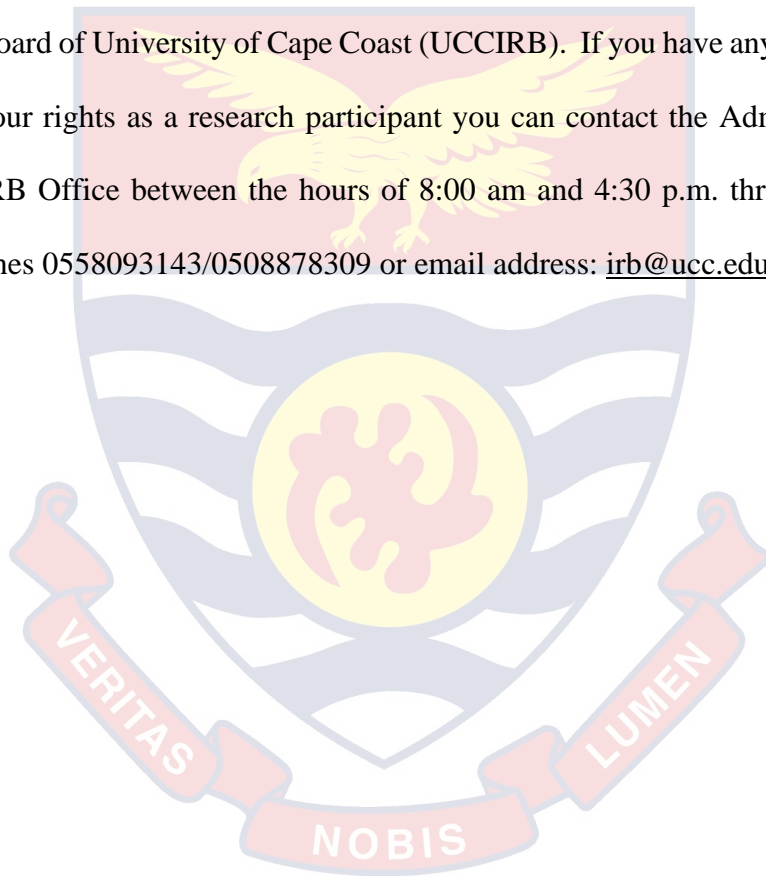 oard of University of Cape Coast (UCCIRB). If you have any
our rights as a research participant you can contact the Adr
RB Office between the hours of 8:00 am and 4:30 p.m. thr
nes 0558093143/0508878309 or email address: irb@ucc.edu
VERITAS
NOBIS
LUMEN